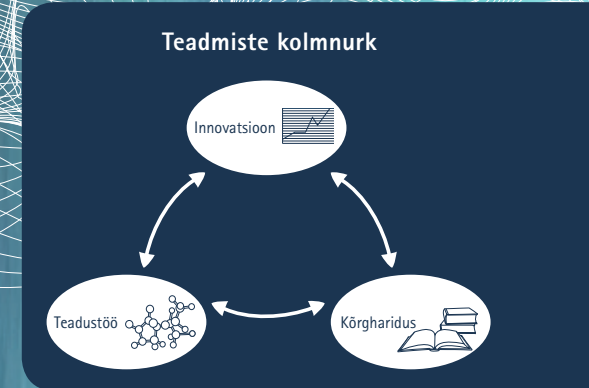 Teadmiste kolmnurk
Innovatsioon
Teadustöö
Kõrgharidus